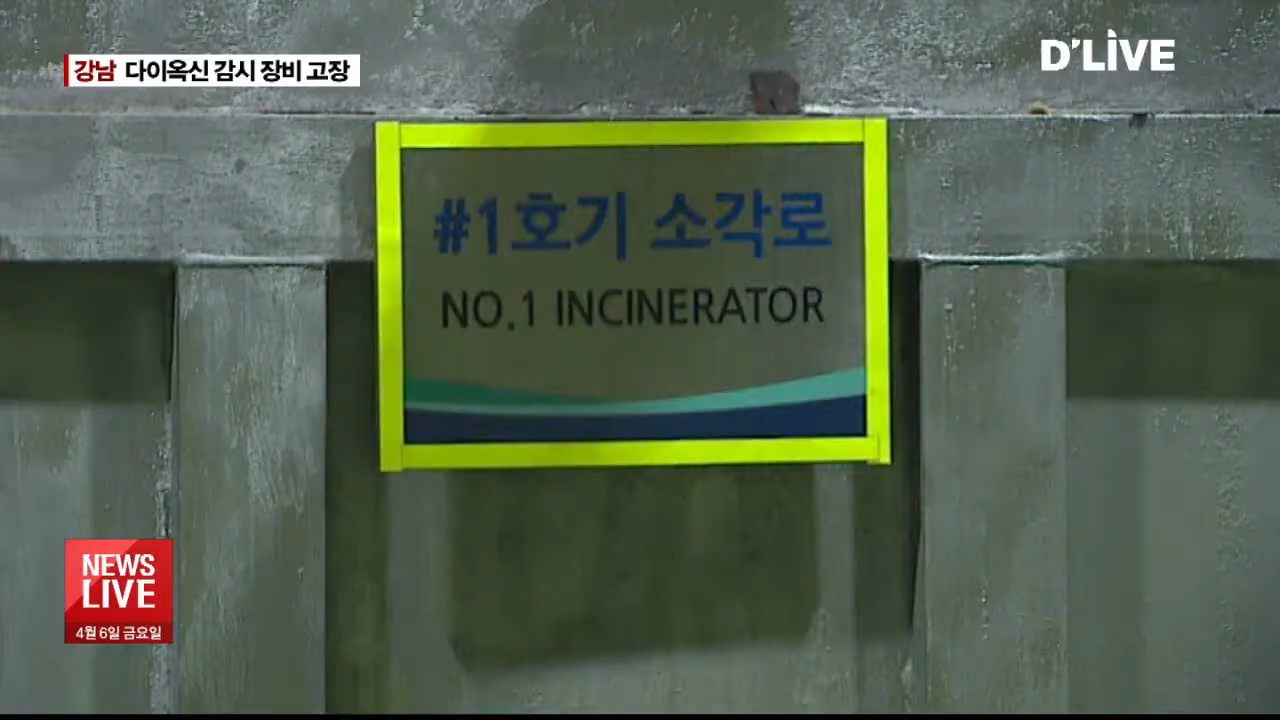 강남 다이옥신 감시 장비 고장
D'LIVE
#1호기 소각로
NO.1 INCINERATOR
NEWS
LIVE
4월 6일 금요일